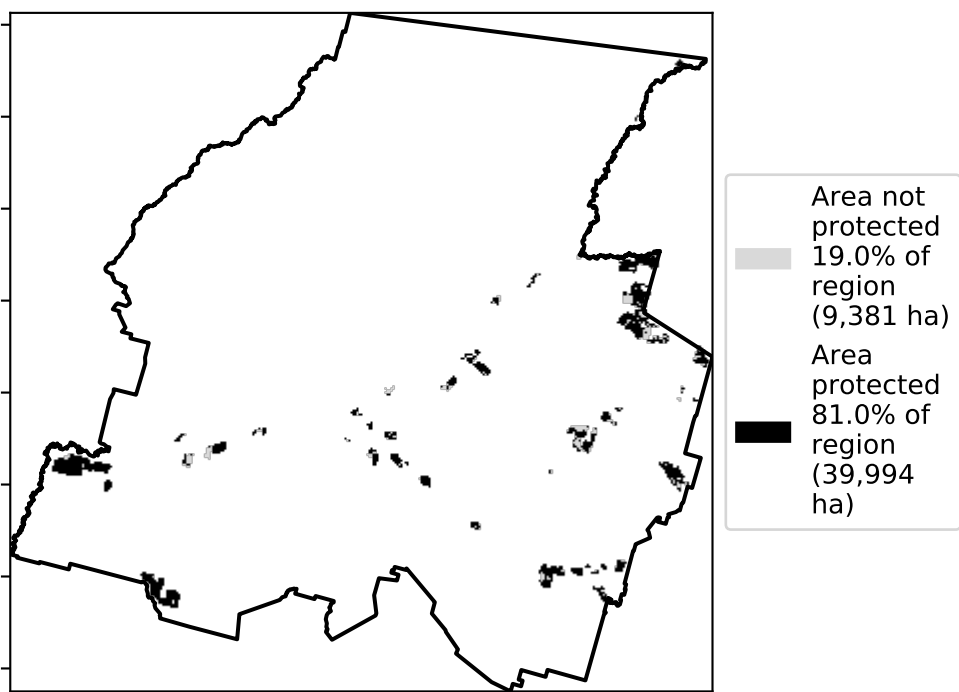 Area not
protected
19.0% of
region
(9,381 ha)
Area
protected
81.0% of
region
(39,994
ha)